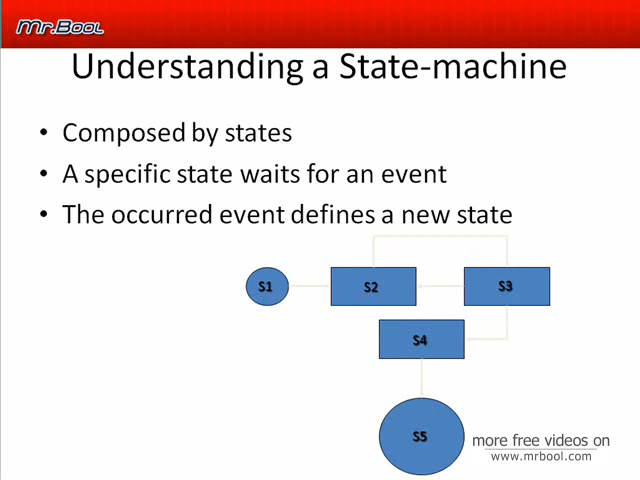 Mr.Bool
Understanding a State-machine
• Composed by states
• A specific state waits for an event
• The occurred event defines a new state
S1
S2
S3
S4
S5
more free videos on
www.mrbool.com